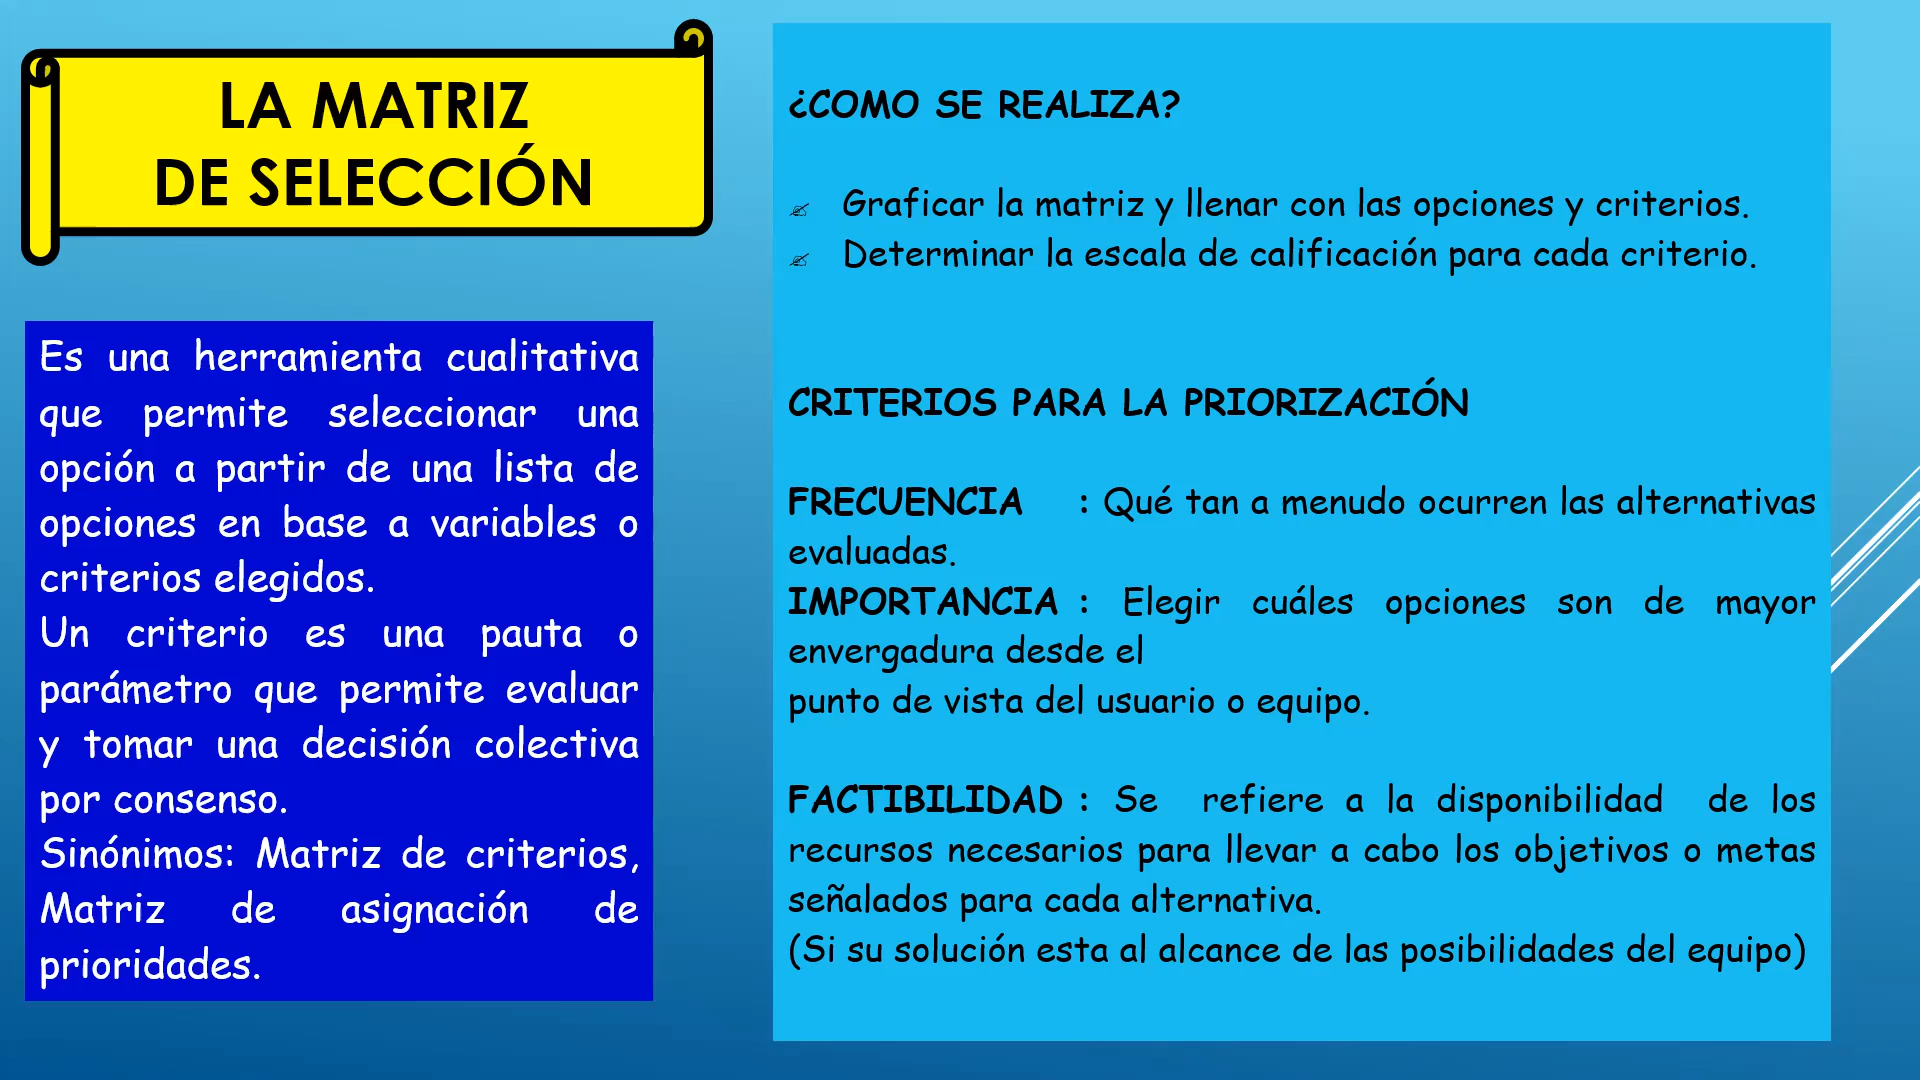 LA MATRIZ
DE SELECCIÓN
Es una herramienta cualitativa
que permite seleccionar una
opción a partir de una lista de
opciones en base a variables o
criterios elegidos.
Un criterio es una pauta o
parámetro que permite evaluar
y tomar una decisión colectiva
por consenso.
Sinónimos: Matriz de criterios,
Matriz de asignación de
prioridades.
¿COMO SE REALIZA?
Graficar la matriz y llenar con las opciones y criterios.
Determinar la escala de calificación para cada criterio.
CRITERIOS PARA LA PRIORIZACIÓN
FRECUENCIA : Qué tan a menudo ocurren las alternativas
evaluadas.
IMPORTANCIA : Elegir cuáles opciones son de mayor
envergadura desde el
punto de vista del usuario o equipo.
FACTIBILIDAD : Se refiere a la disponibilidad de los
recursos necesarios para llevar a cabo los objetivos o metas
señalados para cada alternativa.
(Si su solución esta al alcance de las posibilidades del equipo)